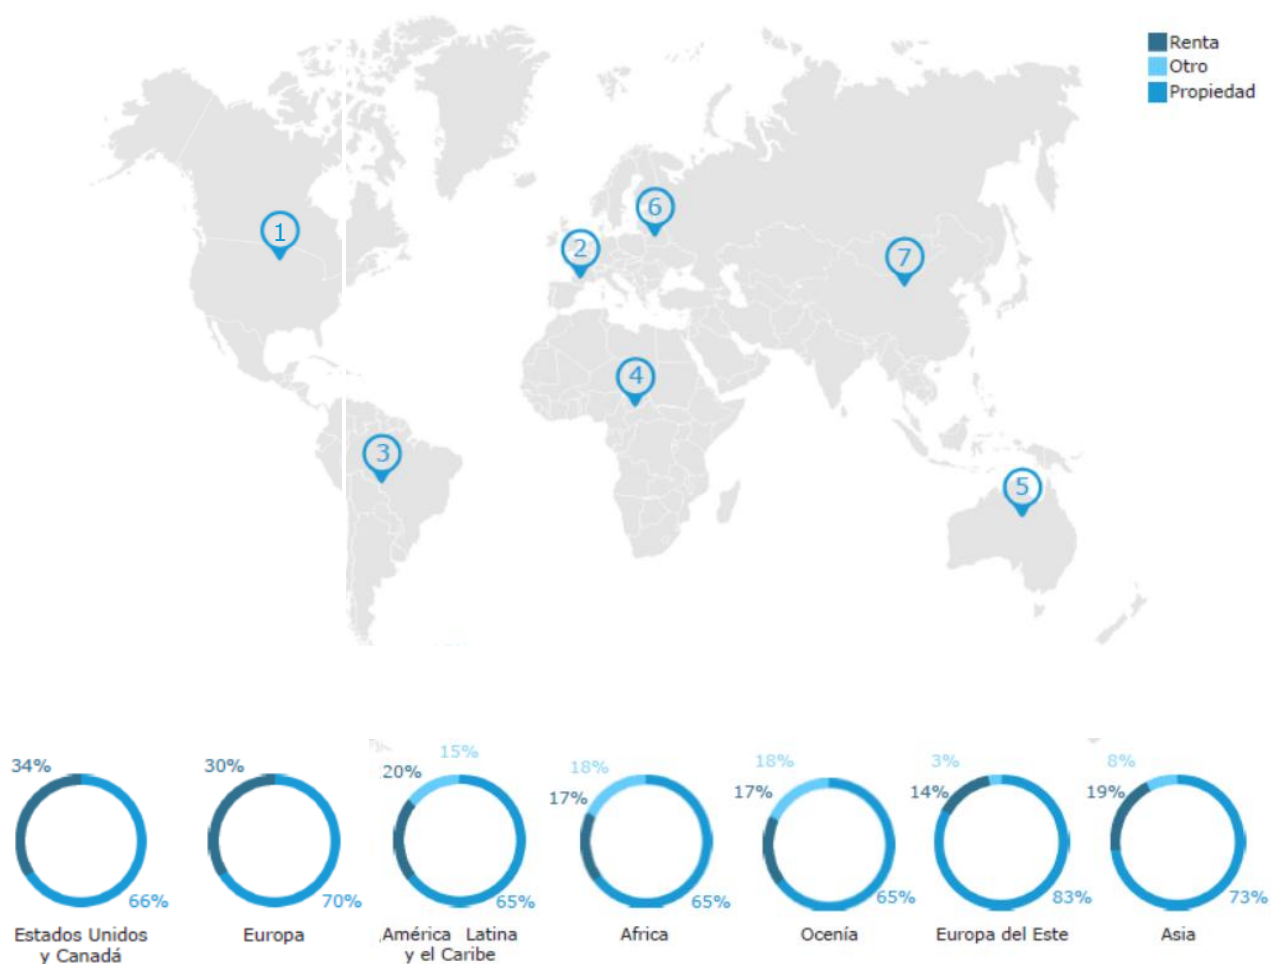 Renta
Otro
Propiedad
1
2
3
4
5
6
7
34%
66%
Estados Unidos
y Canadá
30%
70%
Europa
15%
20%
65%
América Latina
y el Caribe
18%
17%
65%
Africa
18%
17%
65%
Ocenía
3%
14%
83%
Europa del Este
8%
19%
73%
Asia